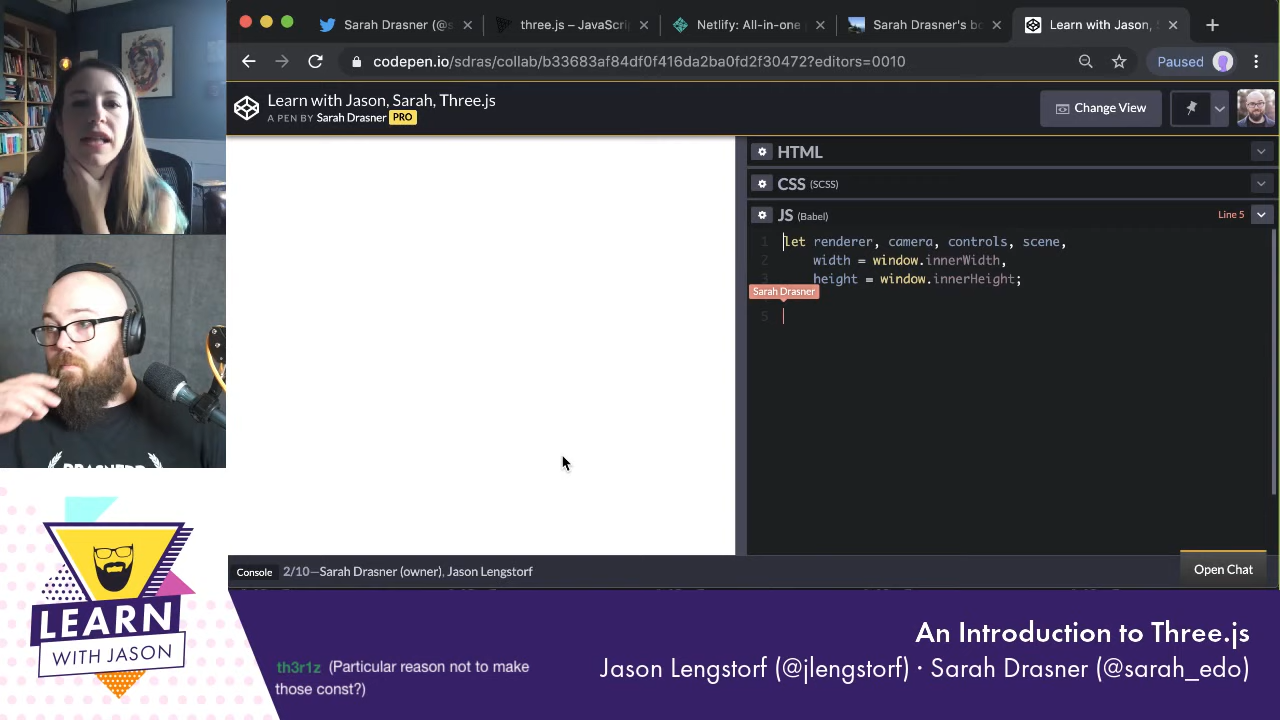 Sarah Drasner (@s
three.js – JavaScri
Netlify: All-in-one
Sarah Drasner's b
Learn with Jason,
codepen.io/sdras/collab/b33683af84df0f416da2ba0fd2f30472?editors=0010
Paused
Learn with Jason, Sarah, Three.js
A PEN BY Sarah Drasner PRO
Change View
HTML
CSS (SCSS)
JS (Babel)
Line 5
1 let renderer, camera, controls, scene,
2 width = window.innerWidth,
3 height = window.innerHeight;
Sarah Drasner
5
Console
2/10—Sarah Drasner (owner), Jason Lengstorf
Open Chat
LEARN
WITH JASON
th3r1z (Particular reason not to make
those const?)
An Introduction to Three.js
Jason Lengstorf (@jlengstorf) · Sarah Drasner (@sarah_edo)